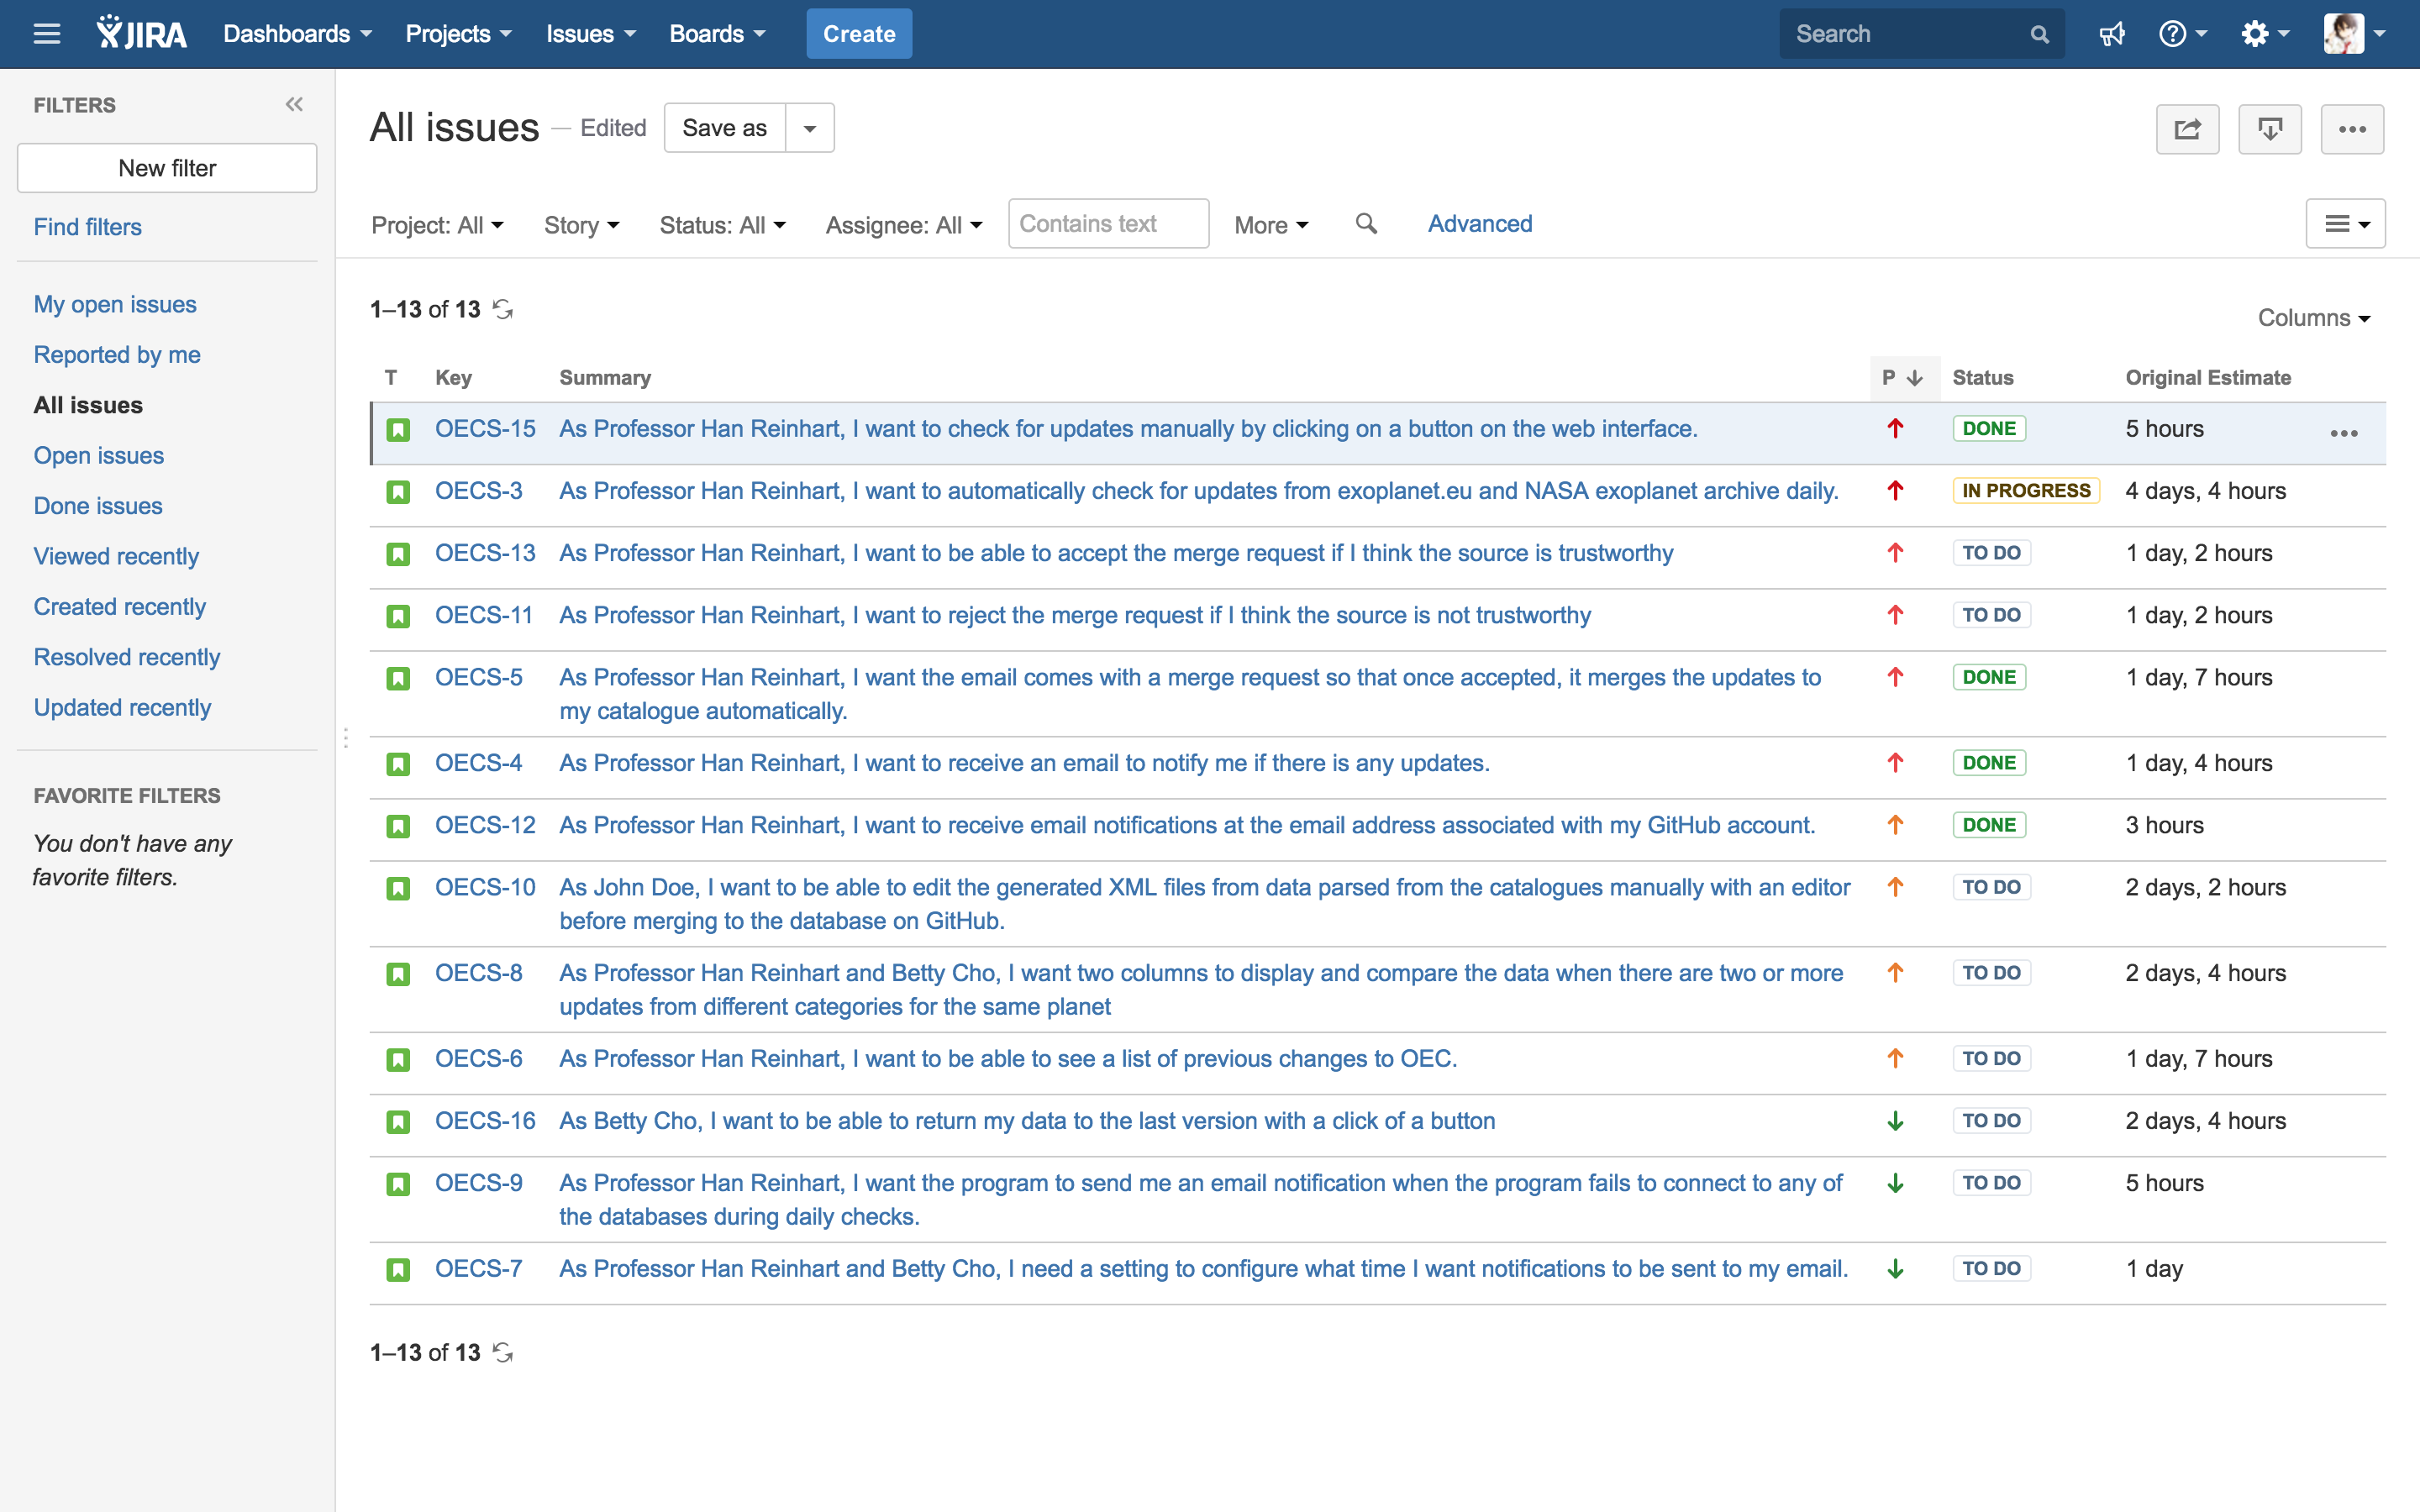 JIRA Dashboards Projects Issues Boards Create Search
FILTERS
New filter
Find filters
My open issues
Reported by me
All issues
Open issues
Done issues
Viewed recently
Created recently
Resolved recently
Updated recently
FAVORITE FILTERS
You don't have any
favorite filters.
All issues — Edited Save as
Project: All Story Status: All Assignee: All Contains text More Advanced
1–13 of 13
Columns
T Key Summary P Status Original Estimate
OECS-15 As Professor Han Reinhart, I want to check for updates manually by clicking on a button on the web interface. DONE 5 hours
OECS-3 As Professor Han Reinhart, I want to automatically check for updates from exoplanet.eu and NASA exoplanet archive daily. IN PROGRESS 4 days, 4 hours
OECS-13 As Professor Han Reinhart, I want to be able to accept the merge request if I think the source is trustworthy TO DO 1 day, 2 hours
OECS-11 As Professor Han Reinhart, I want to reject the merge request if I think the source is not trustworthy TO DO 1 day, 2 hours
OECS-5 As Professor Han Reinhart, I want the email comes with a merge request so that once accepted, it merges the updates to DONE 1 day, 7 hours
my catalogue automatically.
OECS-4 As Professor Han Reinhart, I want to receive an email to notify me if there is any updates. DONE 1 day, 4 hours
OECS-12 As Professor Han Reinhart, I want to receive email notifications at the email address associated with my GitHub account. DONE 3 hours
OECS-10 As John Doe, I want to be able to edit the generated XML files from data parsed from the catalogues manually with an editor TO DO 2 days, 2 hours
before merging to the database on GitHub.
OECS-8 As Professor Han Reinhart and Betty Cho, I want two columns to display and compare the data when there are two or more TO DO 2 days, 4 hours
updates from different categories for the same planet
OECS-6 As Professor Han Reinhart, I want to be able to see a list of previous changes to OEC. TO DO 1 day, 7 hours
OECS-16 As Betty Cho, I want to be able to return my data to the last version with a click of a button TO DO 2 days, 4 hours
OECS-9 As Professor Han Reinhart, I want the program to send me an email notification when the program fails to connect to any of TO DO 5 hours
the databases during daily checks.
OECS-7 As Professor Han Reinhart and Betty Cho, I need a setting to configure what time I want notifications to be sent to my email. TO DO 1 day
1–13 of 13